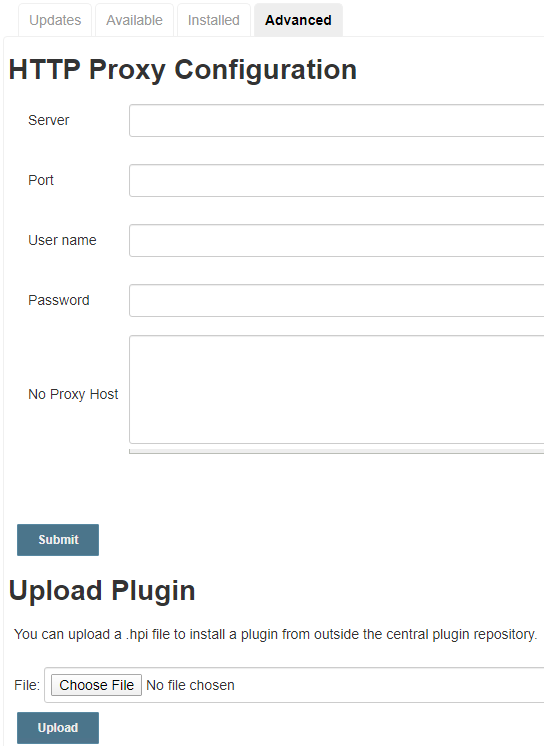 Updates Available Installed Advanced
HTTP Proxy Configuration
Server
Port
User name
Password
No Proxy Host
Submit
Upload Plugin
You can upload a .hpi file to install a plugin from outside the central plugin repository.
File: Choose File No file chosen
Upload